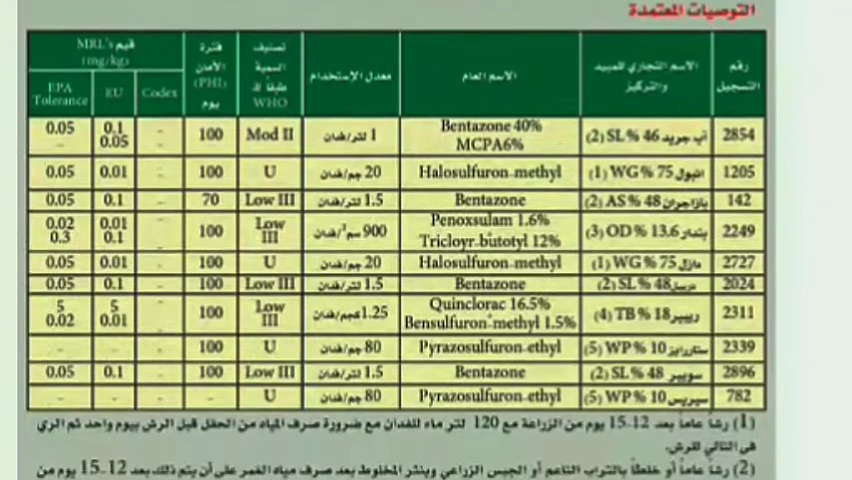 التوصيات المعتمدة
رقم التسجيل | الاسم التجاري للمبيد والتركيز | الاسم العام | معدل الإستخدام | تصنيف السمية طبقاً لـ WHO | فترة الأمان (PHI) يوم | قيم MRL's (mg/kg) Codex | EU | EPA Tolerance
2854 | أب جريد 46 % SL (2) | Bentazone 40% MCPA6% | 1 لتر/فدان | Mod II | 100 | - - | 0.1 0.05 | 0.05 -
1205 | انبول 75 % WG (1) | Halosulfuron-methyl | 20 جم/فدان | U | 100 | - | 0.01 | 0.05
142 | بازاجران 48 % AS (2) | Bentazone | 1.5 لتر/فدان | Low III | 70 | - | 0.1 | 0.05
2249 | 13.6 % OD (3) | Penoxsulam 1.6% Tricloyr-butotyl 12% | 900 سم³/فدان | Low III | 100 | - - | 0.01 0.1 | 0.02 0.3
2727 | 75 % WG (1) | Halosulfuron-methyl | 20 جم/فدان | U | 100 | - | 0.01 | 0.05
2024 | 48 % SL (2) | Bentazone | 1.5 لتر/فدان | Low III | 100 | - | 0.1 | 0.05
2311 | ريبير 18 % TB (4) | Quinclorac 16.5% Bensulfuron-methyl 1.5% | 1.25 كجم/فدان | Low III | 100 | - - | 5 0.01 | 5 0.02
2339 | ستاررايز 10 % WP (5) | Pyrazosulfuron-ethyl | 80 جم/فدان | U | 100 | - | - | -
2896 | سويبر 48 % SL (2) | Bentazone | 1.5 لتر/فدان | Low III | 100 | - | 0.1 | 0.05
782 | سيريس 10 % WP (5) | Pyrazosulfuron-ethyl | 80 جم/فدان | U | - | - | - | -
(1) رشاً عاماً بعد 12-15 يوم من الزراعة مع 120 لتر ماء للفدان مع ضرورة صرف المياه من الحقل قبل الرش بيوم واحد ثم الري
في التالي للرش.
(2) رشاً عاماً أو خلطاً بالتراب الناعم أو الجبس الزراعي وينثر المخلوط بعد صرف مياه الغمر على أن يتم ذلك بعد 12-15 يوم من